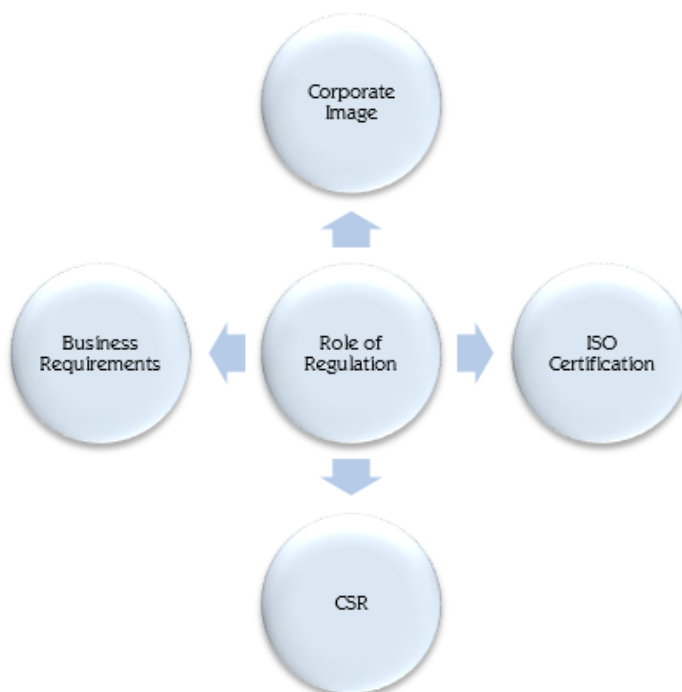 Corporate
Image
Business
Requirements
Role of
Regulation
ISO
Certification
CSR